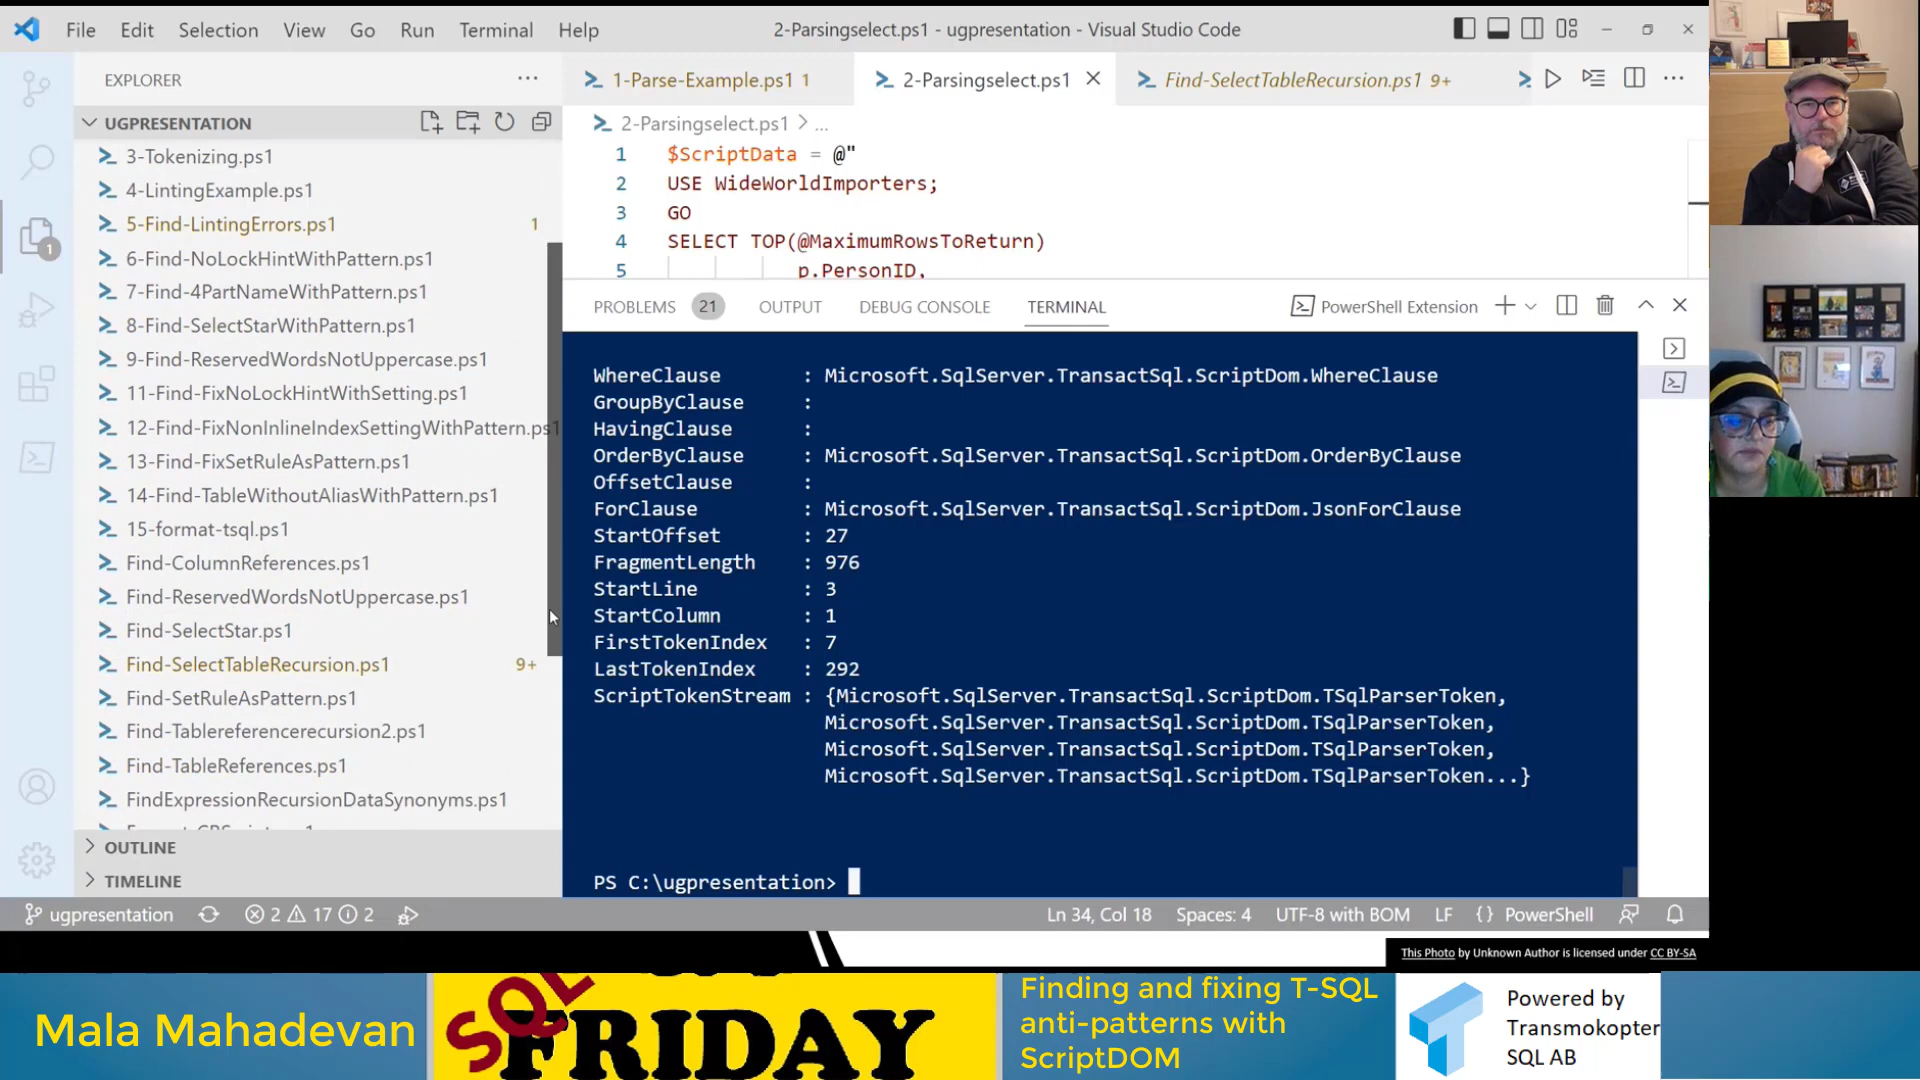 File Edit Selection View Go Run Terminal Help
2-Parsingselect.ps1 - ugpresentation - Visual Studio Code
EXPLORER
UGPRESENTATION
3-Tokenizing.ps1
4-LintingExample.ps1
5-Find-LintingErrors.ps1 1
6-Find-NoLockHintWithPattern.ps1
7-Find-4PartNameWithPattern.ps1
8-Find-SelectStarWithPattern.ps1
9-Find-ReservedWordsNotUppercase.ps1
11-Find-FixNoLockHintWithSetting.ps1
12-Find-FixNonInlineIndexSettingWithPattern.ps1
13-Find-FixSetRuleAsPattern.ps1
14-Find-TableWithoutAliasWithPattern.ps1
15-format-tsql.ps1
Find-ColumnReferences.ps1
Find-ReservedWordsNotUppercase.ps1
Find-SelectStar.ps1
Find-SelectTableRecursion.ps1 9+
Find-SetRuleAsPattern.ps1
Find-Tablereferencerecursion2.ps1
Find-TableReferences.ps1
FindExpressionRecursionDataSynonyms.ps1
OUTLINE
TIMELINE
1
1-Parse-Example.ps1 1
2-Parsingselect.ps1
Find-SelectTableRecursion.ps1 9+
2-Parsingselect.ps1 > ...
1 $ScriptData = @"
2 USE WideWorldImporters;
3 GO
4 SELECT TOP(@MaximumRowsToReturn)
5 p.PersonID,
PROBLEMS 21 OUTPUT DEBUG CONSOLE TERMINAL
PowerShell Extension
WhereClause : Microsoft.SqlServer.TransactSql.ScriptDom.WhereClause
GroupByClause :
HavingClause :
OrderByClause : Microsoft.SqlServer.TransactSql.ScriptDom.OrderByClause
OffsetClause :
ForClause : Microsoft.SqlServer.TransactSql.ScriptDom.JsonForClause
StartOffset : 27
FragmentLength : 976
StartLine : 3
StartColumn : 1
FirstTokenIndex : 7
LastTokenIndex : 292
ScriptTokenStream : {Microsoft.SqlServer.TransactSql.ScriptDom.TSqlParserToken,
Microsoft.SqlServer.TransactSql.ScriptDom.TSqlParserToken,
Microsoft.SqlServer.TransactSql.ScriptDom.TSqlParserToken,
Microsoft.SqlServer.TransactSql.ScriptDom.TSqlParserToken...}
PS C:\ugpresentation>
ugpresentation 2 17 2
Ln 34, Col 18 Spaces: 4 UTF-8 with BOM LF {} PowerShell
This Photo by Unknown Author is licensed under CC BY-SA
Mala Mahadevan
SQL
FRIDAY
Finding and fixing T-SQL
anti-patterns with
ScriptDOM
Powered by
Transmokopter
SQL AB